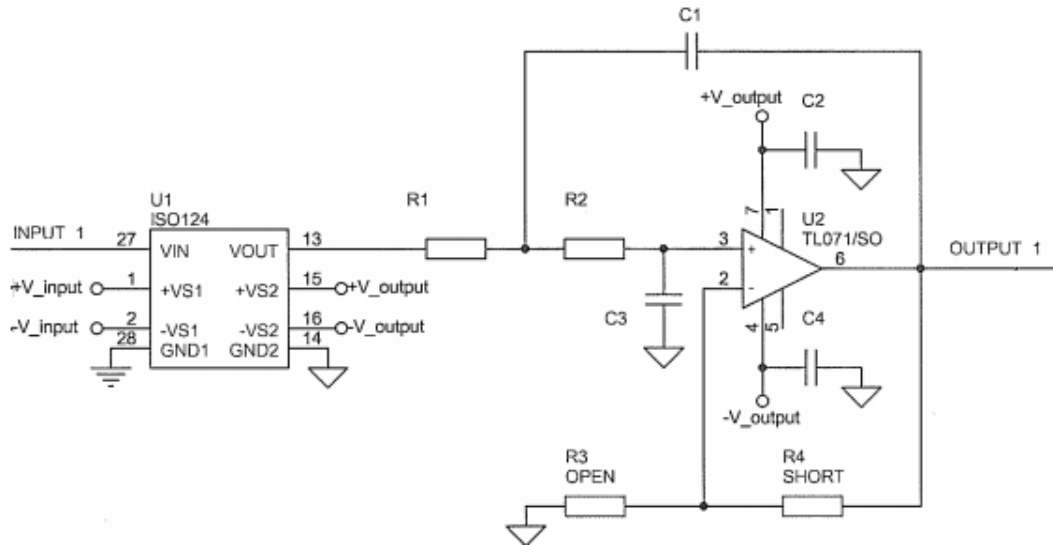 C1
+V_output
C2
U1
ISO124
R1
R2
7
1
U2
TL071/SO
INPUT 1
27
VIN
VOUT
13
3
+
6
OUTPUT 1
+V_input
1
+VS1
+VS2
15
+V_output
2
-
-V_input
2
-VS1
-VS2
16
-V_output
C3
4
5
C4
28
GND1
GND2
14
-V_output
R3
OPEN
R4
SHORT